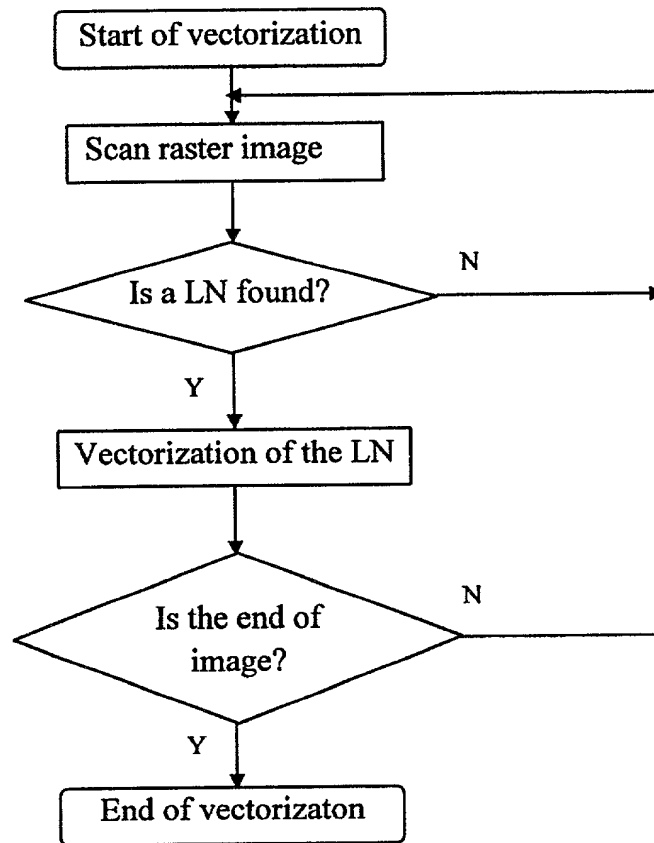 Start of vectorization
Scan raster image
Is a LN found?
N
Y
Vectorization of the LN
Is the end of
image?
N
Y
End of vectorizaton